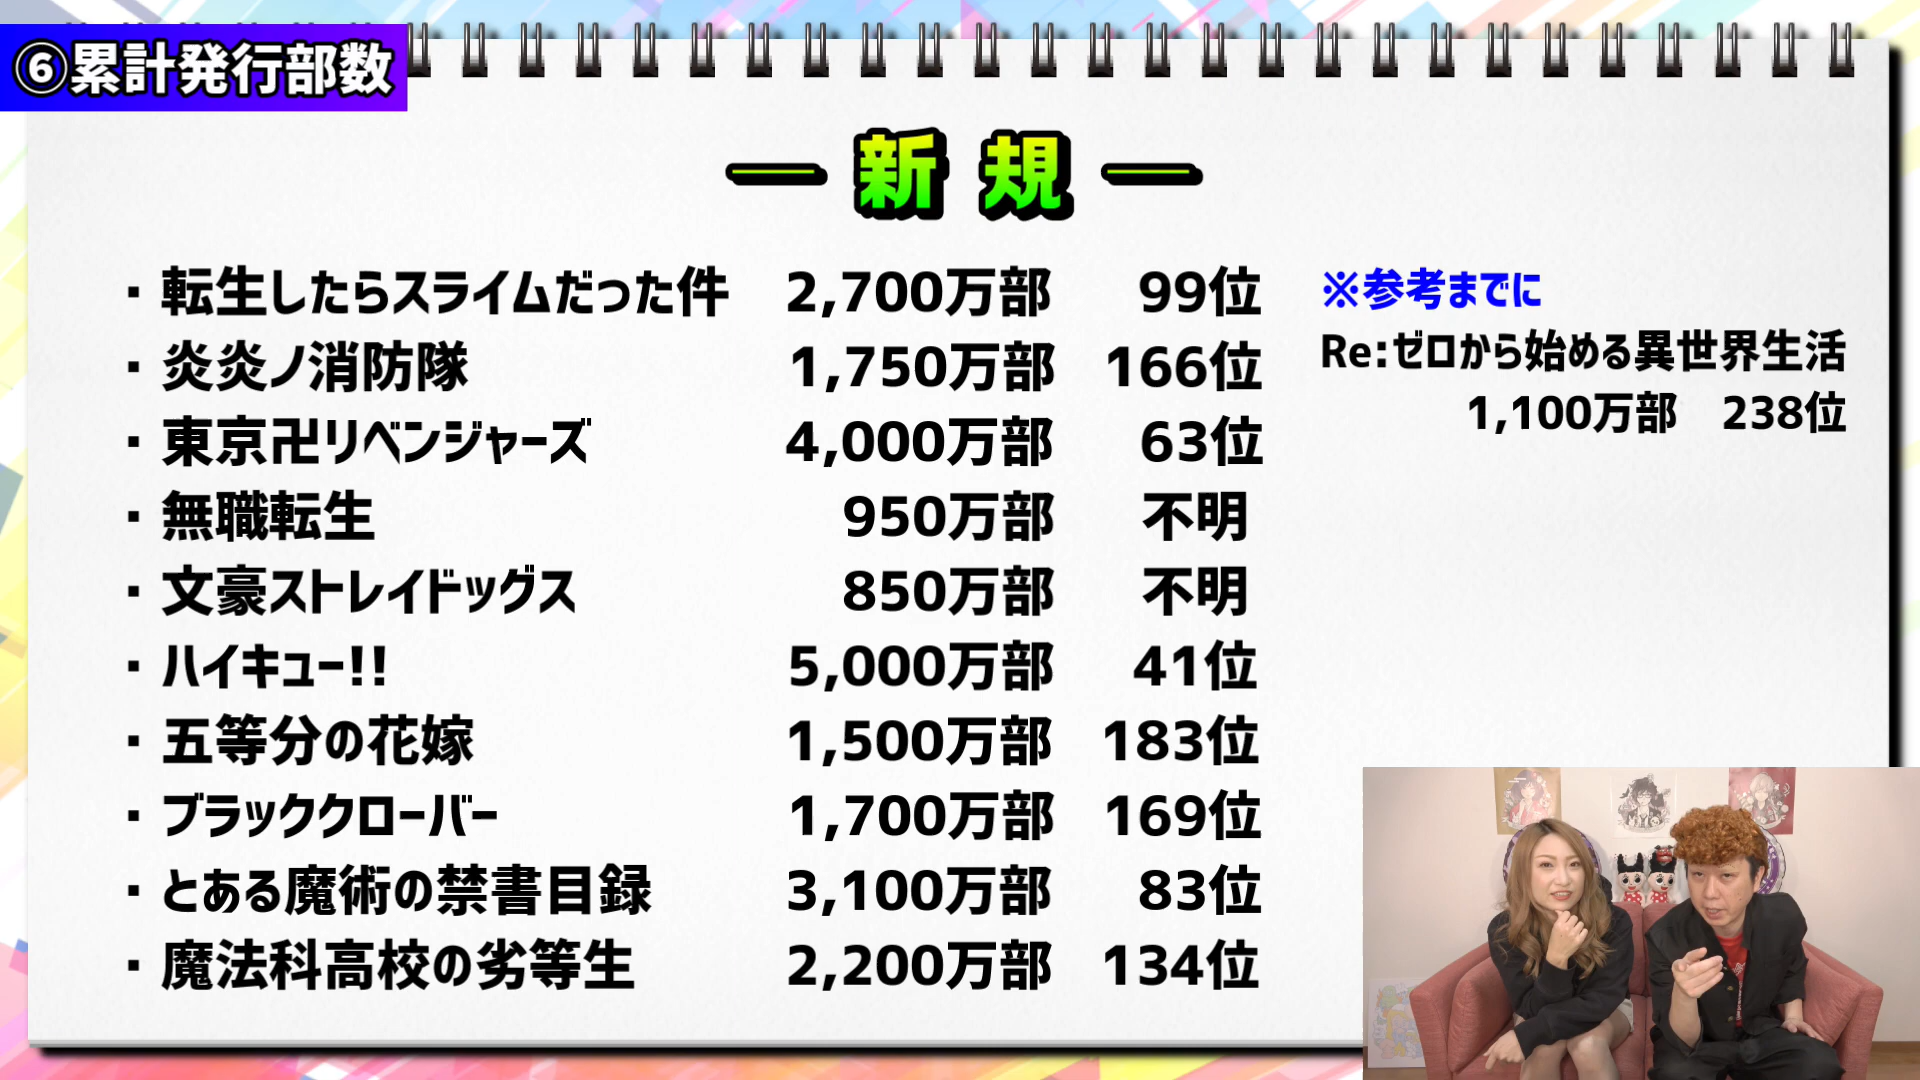 ⑥累計発行部数
― 新規 ―
・転生したらスライムだった件 2,700万部 99位
・炎炎ノ消防隊 1,750万部 166位
・東京卍リベンジャーズ 4,000万部 63位
・無職転生 950万部 不明
・文豪ストレイドッグス 850万部 不明
・ハイキュー!! 5,000万部 41位
・五等分の花嫁 1,500万部 183位
・ブラッククローバー 1,700万部 169位
・とある魔術の禁書目録 3,100万部 83位
・魔法科高校の劣等生 2,200万部 134位
※参考までに
Re:ゼロから始める異世界生活
1,100万部 238位